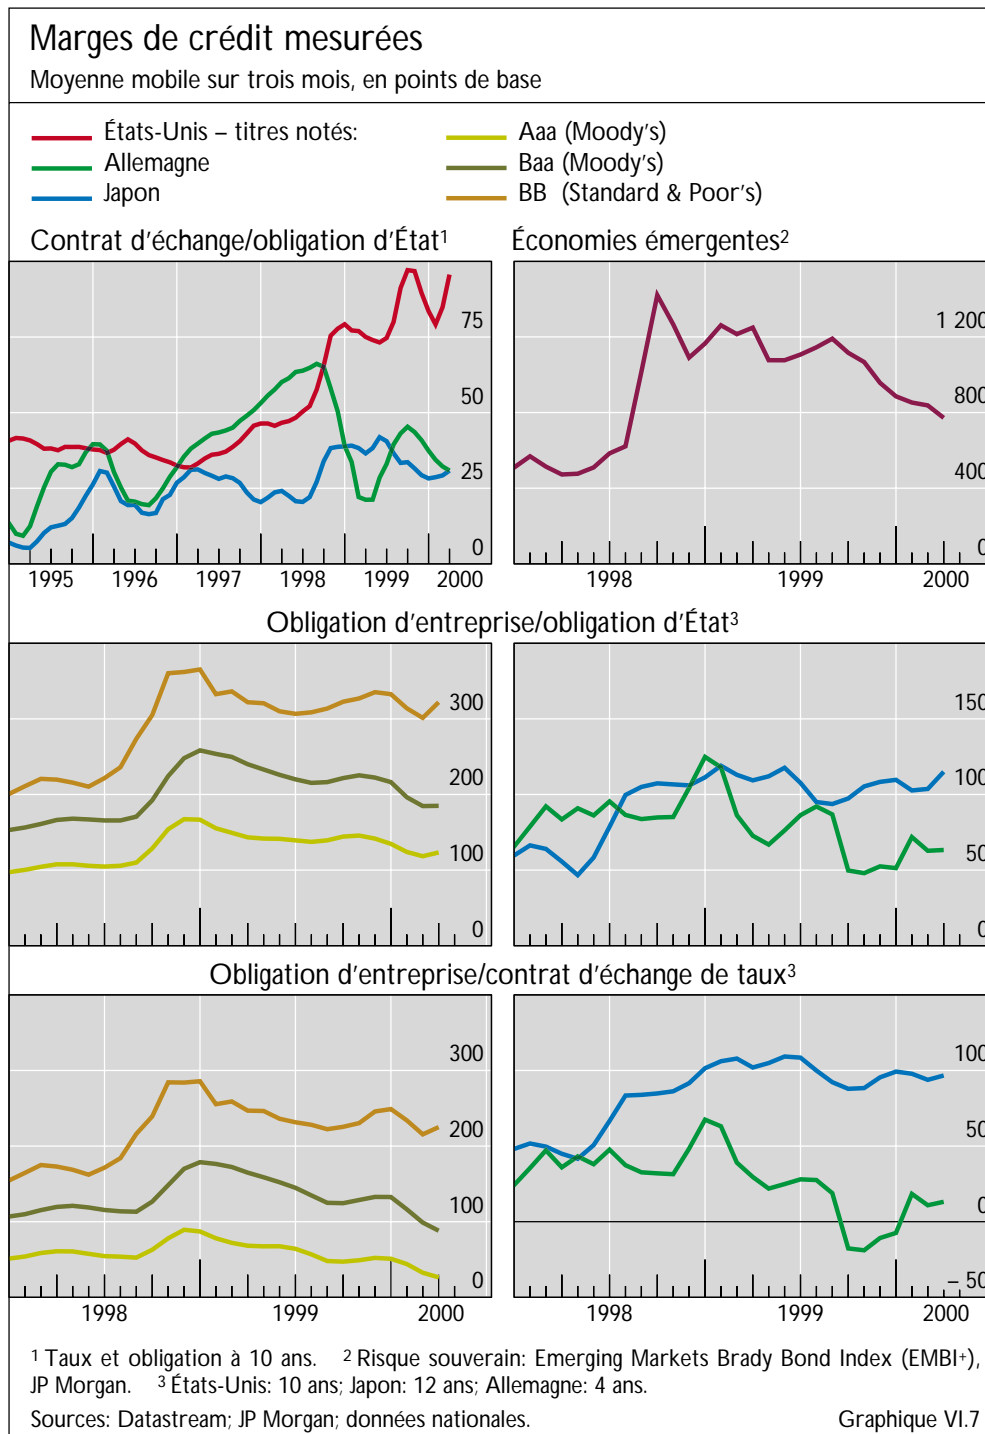 Marges de crédit mesurées
Moyenne mobile sur trois mois, en points de base
États-Unis – titres notés:
Aaa (Moody's)
Allemagne
Baa (Moody's)
Japon
BB (Standard & Poor's)
Contrat d'échange/obligation d'État¹
Économies émergentes²
75
50
25
0
1995 1996 1997 1998 1999 2000
1 200
800
400
0
1998 1999 2000
Obligation d'entreprise/obligation d'État³
300
200
100
0
150
100
50
0
Obligation d'entreprise/contrat d'échange de taux³
300
200
100
0
1998 1999 2000
100
50
0
– 50
1998 1999 2000
¹ Taux et obligation à 10 ans. ² Risque souverain: Emerging Markets Brady Bond Index (EMBI⁺),
JP Morgan. ³ États-Unis: 10 ans; Japon: 12 ans; Allemagne: 4 ans.
Sources: Datastream; JP Morgan; données nationales.
Graphique VI.7